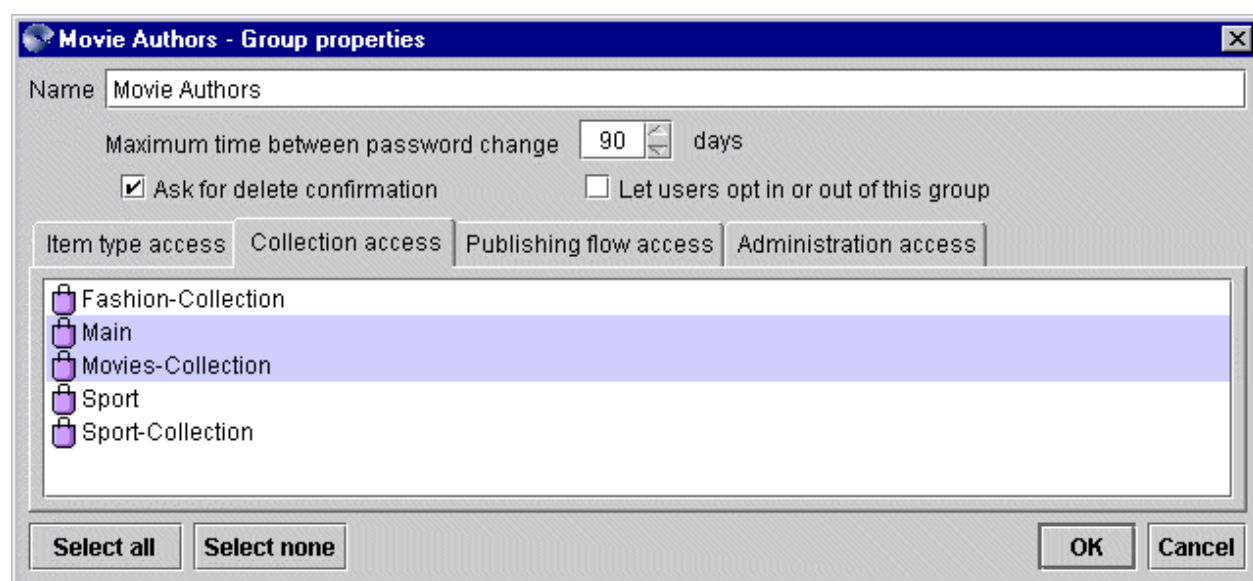 Movie Authors - Group properties
Name Movie Authors
Maximum time between password change 90 days
Ask for delete confirmation Let users opt in or out of this group
Item type access Collection access Publishing flow access Administration access
Fashion-Collection
Main
Movies-Collection
Sport
Sport-Collection
Select all Select none OK Cancel